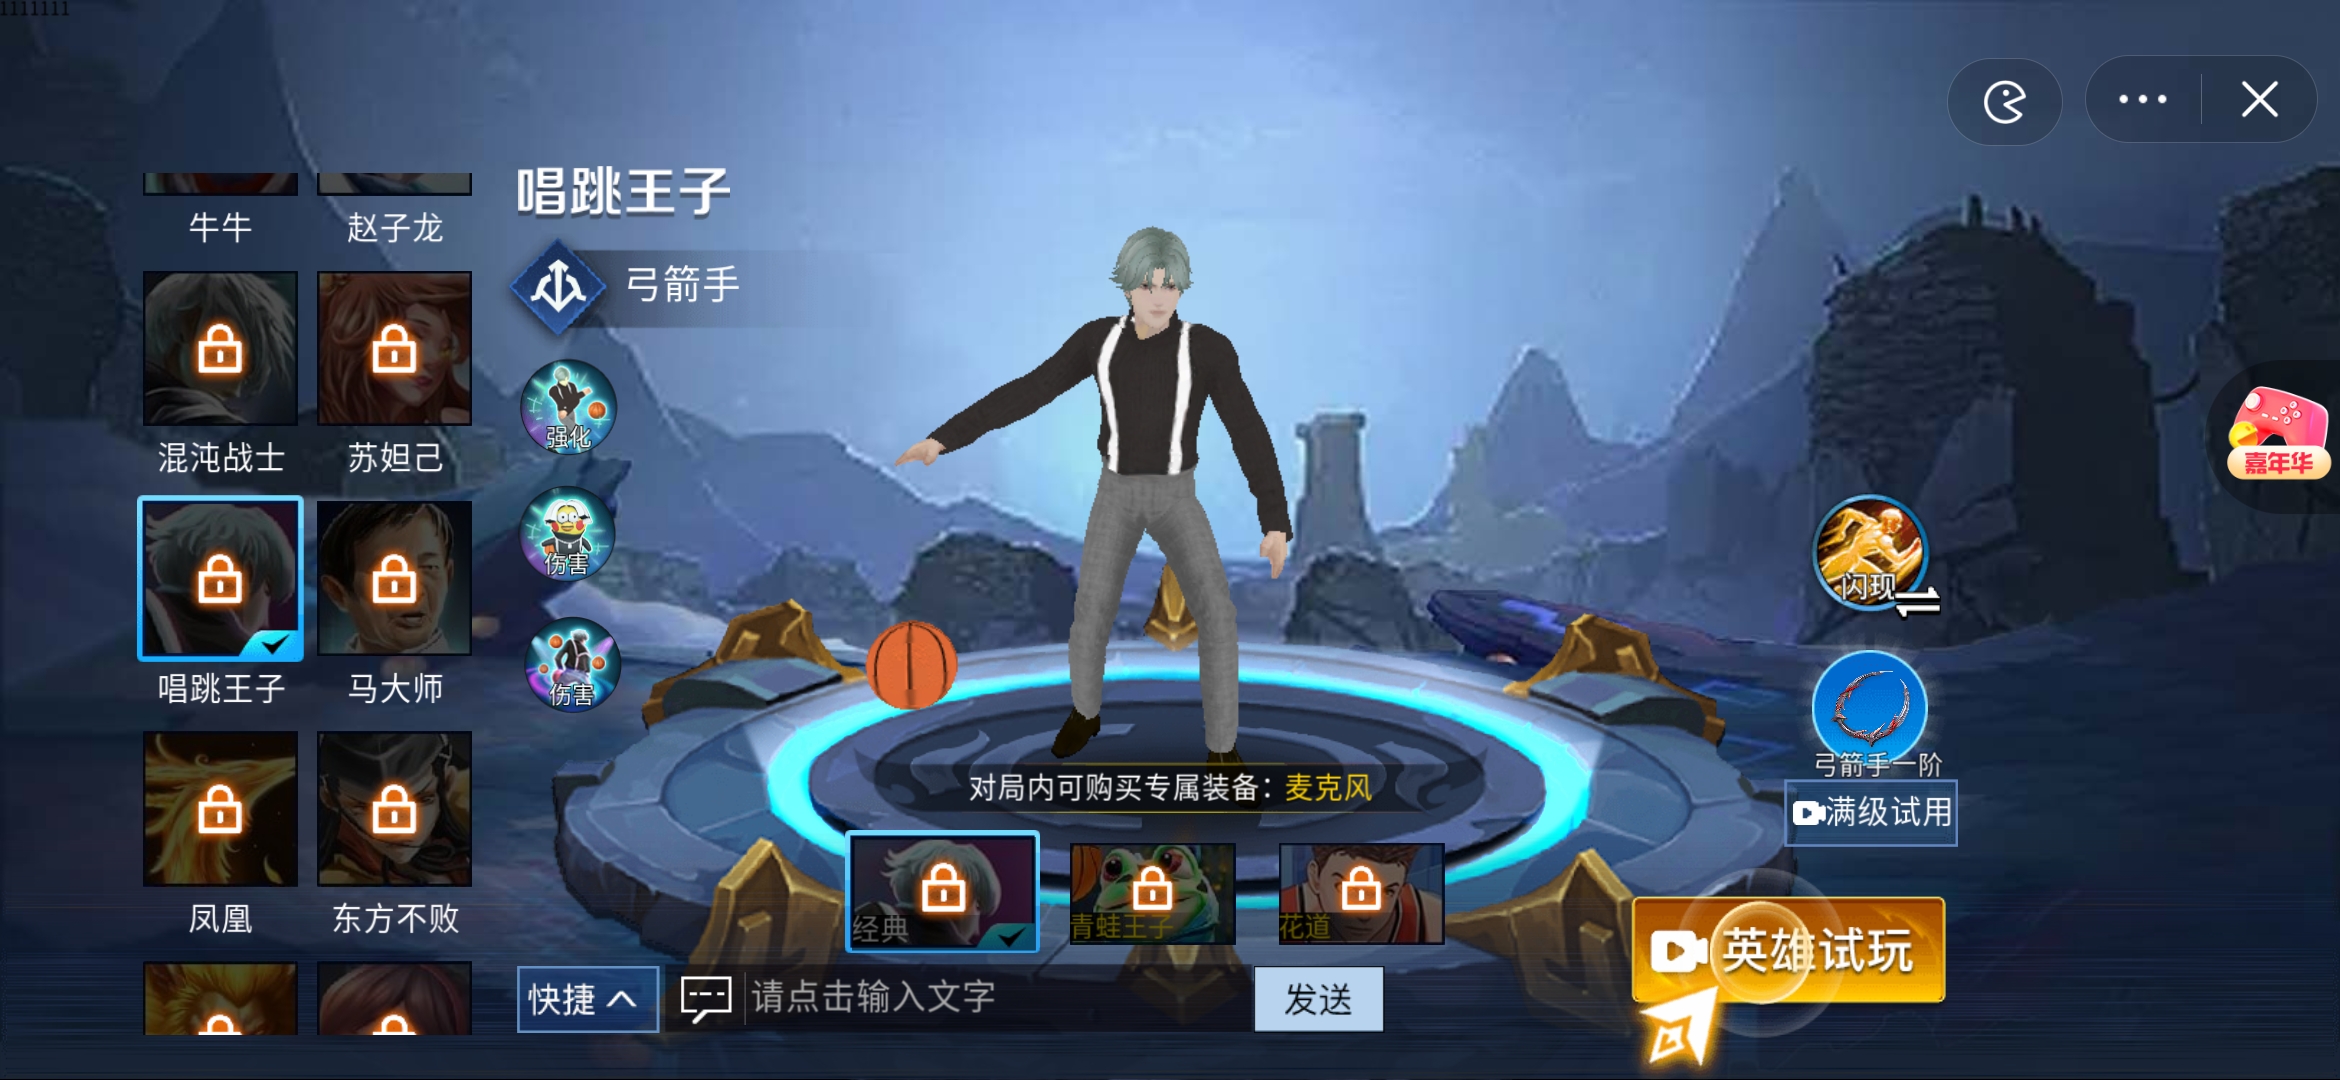 1111111
唱跳王子
弓箭手
牛牛
赵子龙
混沌战士
苏妲己
唱跳王子
马大师
凤凰
东方不败
强化
伤害
伤害
嘉年华
闪现
弓箭手一阶
满级试用
对局内可购买专属装备：麦克风
经典
青蛙王子
花道
英雄试玩
快捷
请点击输入文字
发送